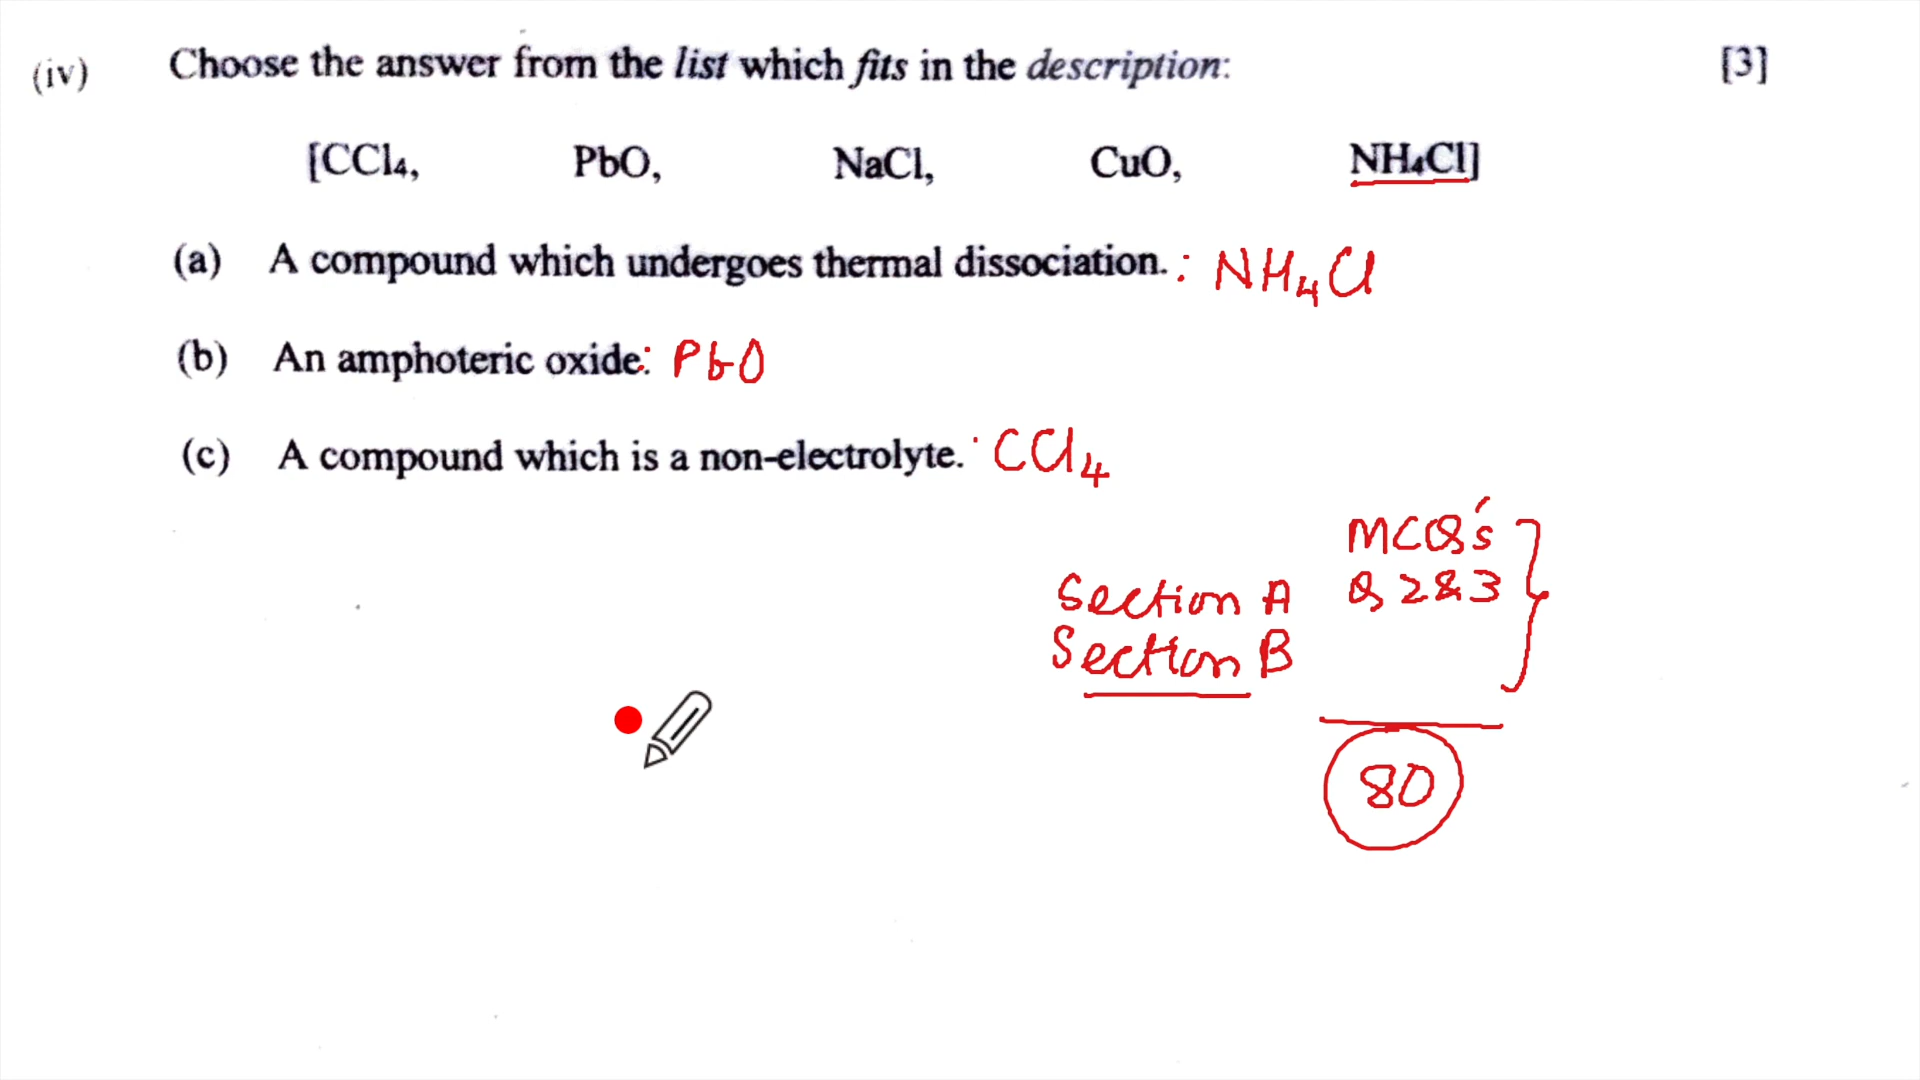 (iv) Choose the answer from the list which fits in the description: [3]
[CCl₄, PbO, NaCl, CuO, NH₄Cl]
(a) A compound which undergoes thermal dissociation. : NH₄Cl
(b) An amphoteric oxide: PbO
(c) A compound which is a non-electrolyte. CCl₄
MCQ's
Section A Q 2 & 3
Section B
80